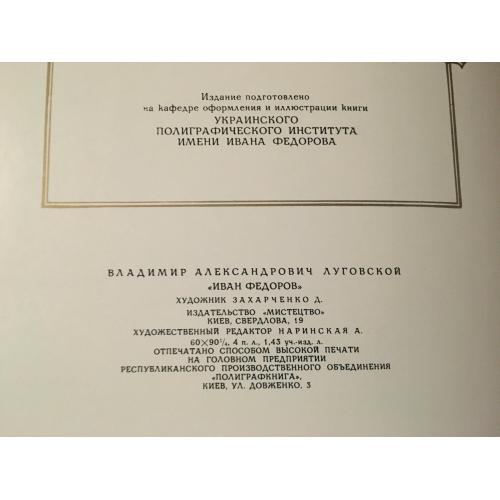 Издание подготовлено
на кафедре оформления и иллюстрации книги
УКРАИНСКОГО
ПОЛИГРАФИЧЕСКОГО ИНСТИТУТА
ИМЕНИ ИВАНА ФЕДОРОВА
ВЛАДИМИР АЛЕКСАНДРОВИЧ ЛУГОВСКОЙ
«ИВАН ФЕДОРОВ»
ХУДОЖНИК ЗАХАРЧЕНКО Д.
ИЗДАТЕЛЬСТВО «МИСТЕЦТВО»
КИЕВ, СВЕРДЛОВА, 19
ХУДОЖЕСТВЕННЫЙ РЕДАКТОР НАРИНСКАЯ А.
60×90¹/₄, 4 п. л., 1,43 уч.-изд. л.
ОТПЕЧАТАНО СПОСОБОМ ВЫСОКОЙ ПЕЧАТИ
НА ГОЛОВНОМ ПРЕДПРИЯТИИ
РЕСПУБЛИКАНСКОГО ПРОИЗВОДСТВЕННОГО ОБЪЕДИНЕНИЯ
«ПОЛИГРАФКНИГА»,
КИЕВ, УЛ. ДОВЖЕНКО, 3